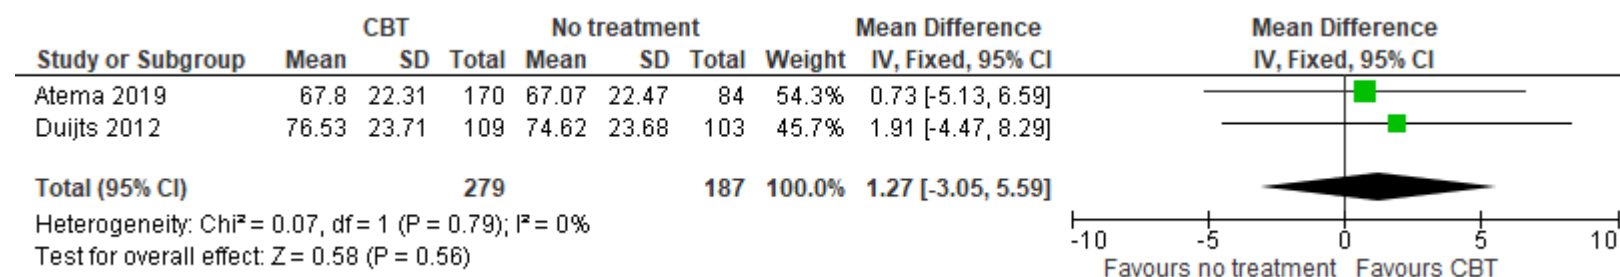 CBT No treatment Mean Difference Mean Difference
Study or Subgroup Mean SD Total Mean SD Total Weight IV, Fixed, 95% CI IV, Fixed, 95% CI
Atema 2019 67.8 22.31 170 67.07 22.47 84 54.3% 0.73 [-5.13, 6.59]
Duijts 2012 76.53 23.71 109 74.62 23.68 103 45.7% 1.91 [-4.47, 8.29]
Total (95% CI) 279 187 100.0% 1.27 [-3.05, 5.59]
Heterogeneity: Chi² = 0.07, df = 1 (P = 0.79); I² = 0%
Test for overall effect: Z = 0.58 (P = 0.56)
-10 -5 0 5 10
Favours no treatment Favours CBT